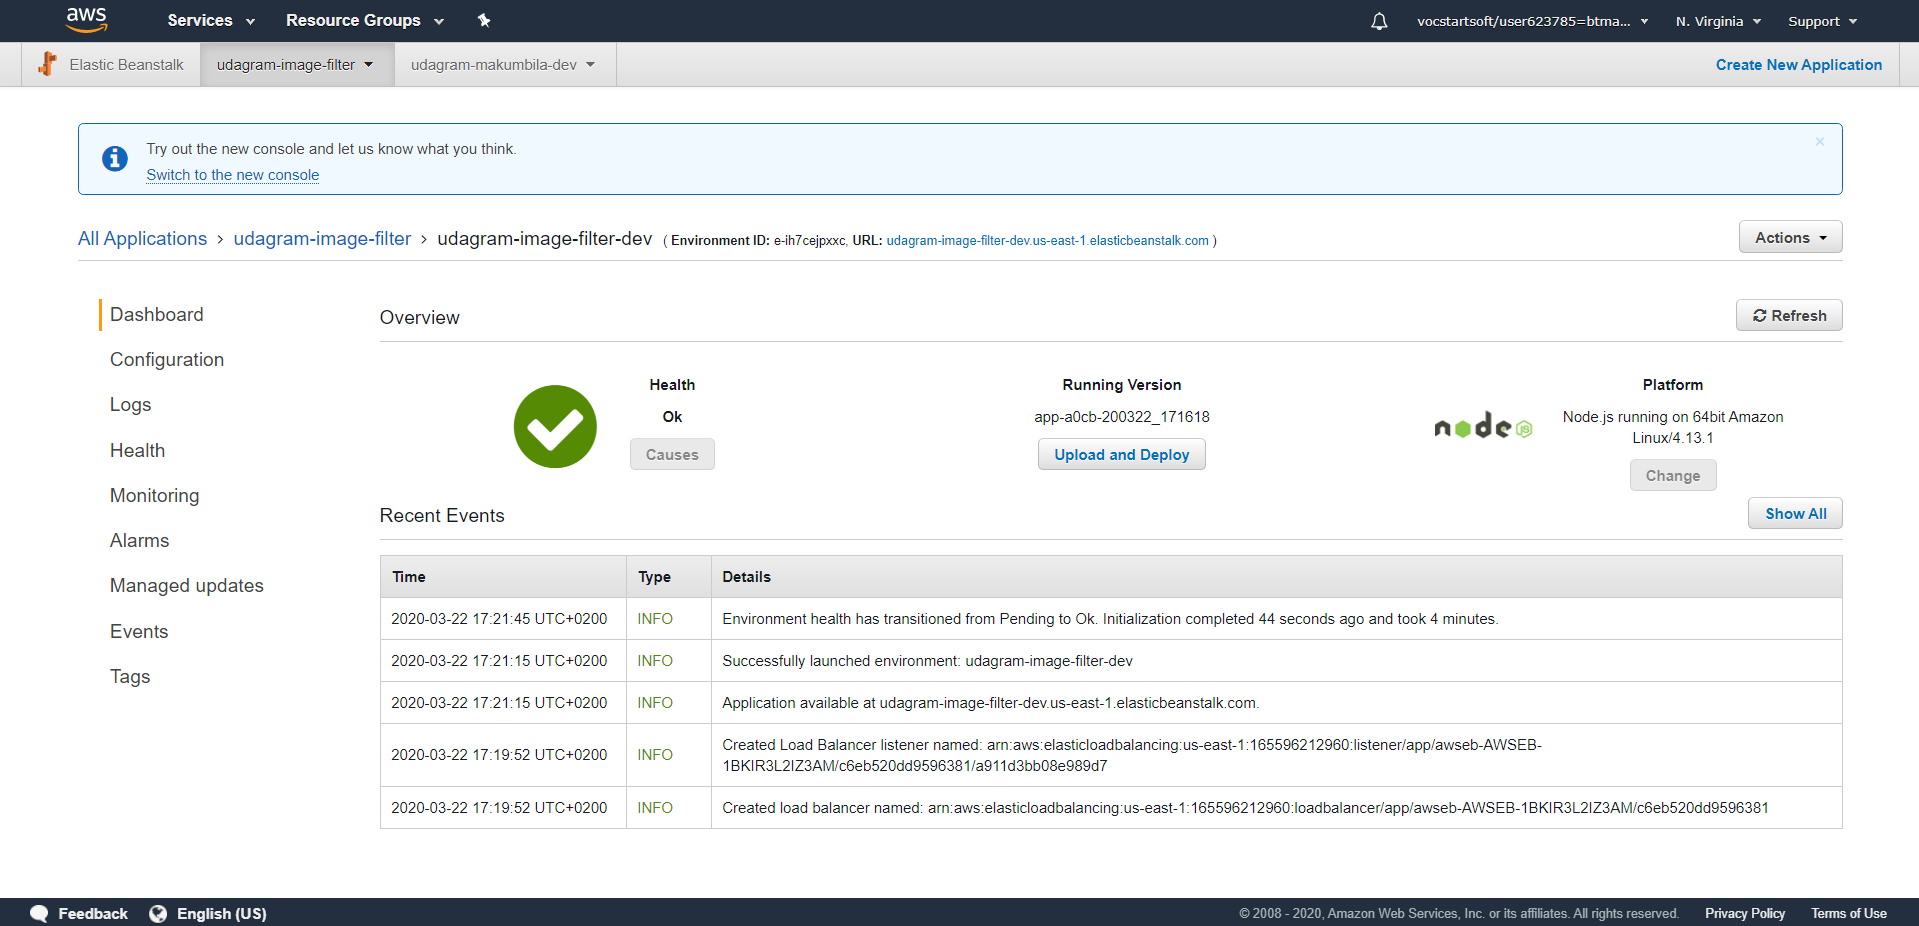 aws Services Resource Groups vocstartsoft/user623785=btma... N. Virginia Support
Elastic Beanstalk udagram-image-filter udagram-makumbila-dev Create New Application
Try out the new console and let us know what you think. ×
Switch to the new console
All Applications › udagram-image-filter › udagram-image-filter-dev ( Environment ID: e-ih7cejpxxc, URL: udagram-image-filter-dev.us-east-1.elasticbeanstalk.com ) Actions
Dashboard
Configuration
Logs
Health
Monitoring
Alarms
Managed updates
Events
Tags
Overview Refresh
Health
Ok
Causes
Running Version
app-a0cb-200322_171618
Upload and Deploy
node JS
Platform
Node.js running on 64bit Amazon
Linux/4.13.1
Change
Recent Events Show All
Time Type Details
2020-03-22 17:21:45 UTC+0200 INFO Environment health has transitioned from Pending to Ok. Initialization completed 44 seconds ago and took 4 minutes.
2020-03-22 17:21:15 UTC+0200 INFO Successfully launched environment: udagram-image-filter-dev
2020-03-22 17:21:15 UTC+0200 INFO Application available at udagram-image-filter-dev.us-east-1.elasticbeanstalk.com.
2020-03-22 17:19:52 UTC+0200 INFO Created Load Balancer listener named: arn:aws:elasticloadbalancing:us-east-1:165596212960:listener/app/awseb-AWSEB-
1BKIR3L2IZ3AM/c6eb520dd9596381/a911d3bb08e989d7
2020-03-22 17:19:52 UTC+0200 INFO Created load balancer named: arn:aws:elasticloadbalancing:us-east-1:165596212960:loadbalancer/app/awseb-AWSEB-1BKIR3L2IZ3AM/c6eb520dd9596381
Feedback English (US) © 2008 - 2020, Amazon Web Services, Inc. or its affiliates. All rights reserved. Privacy Policy Terms of Use